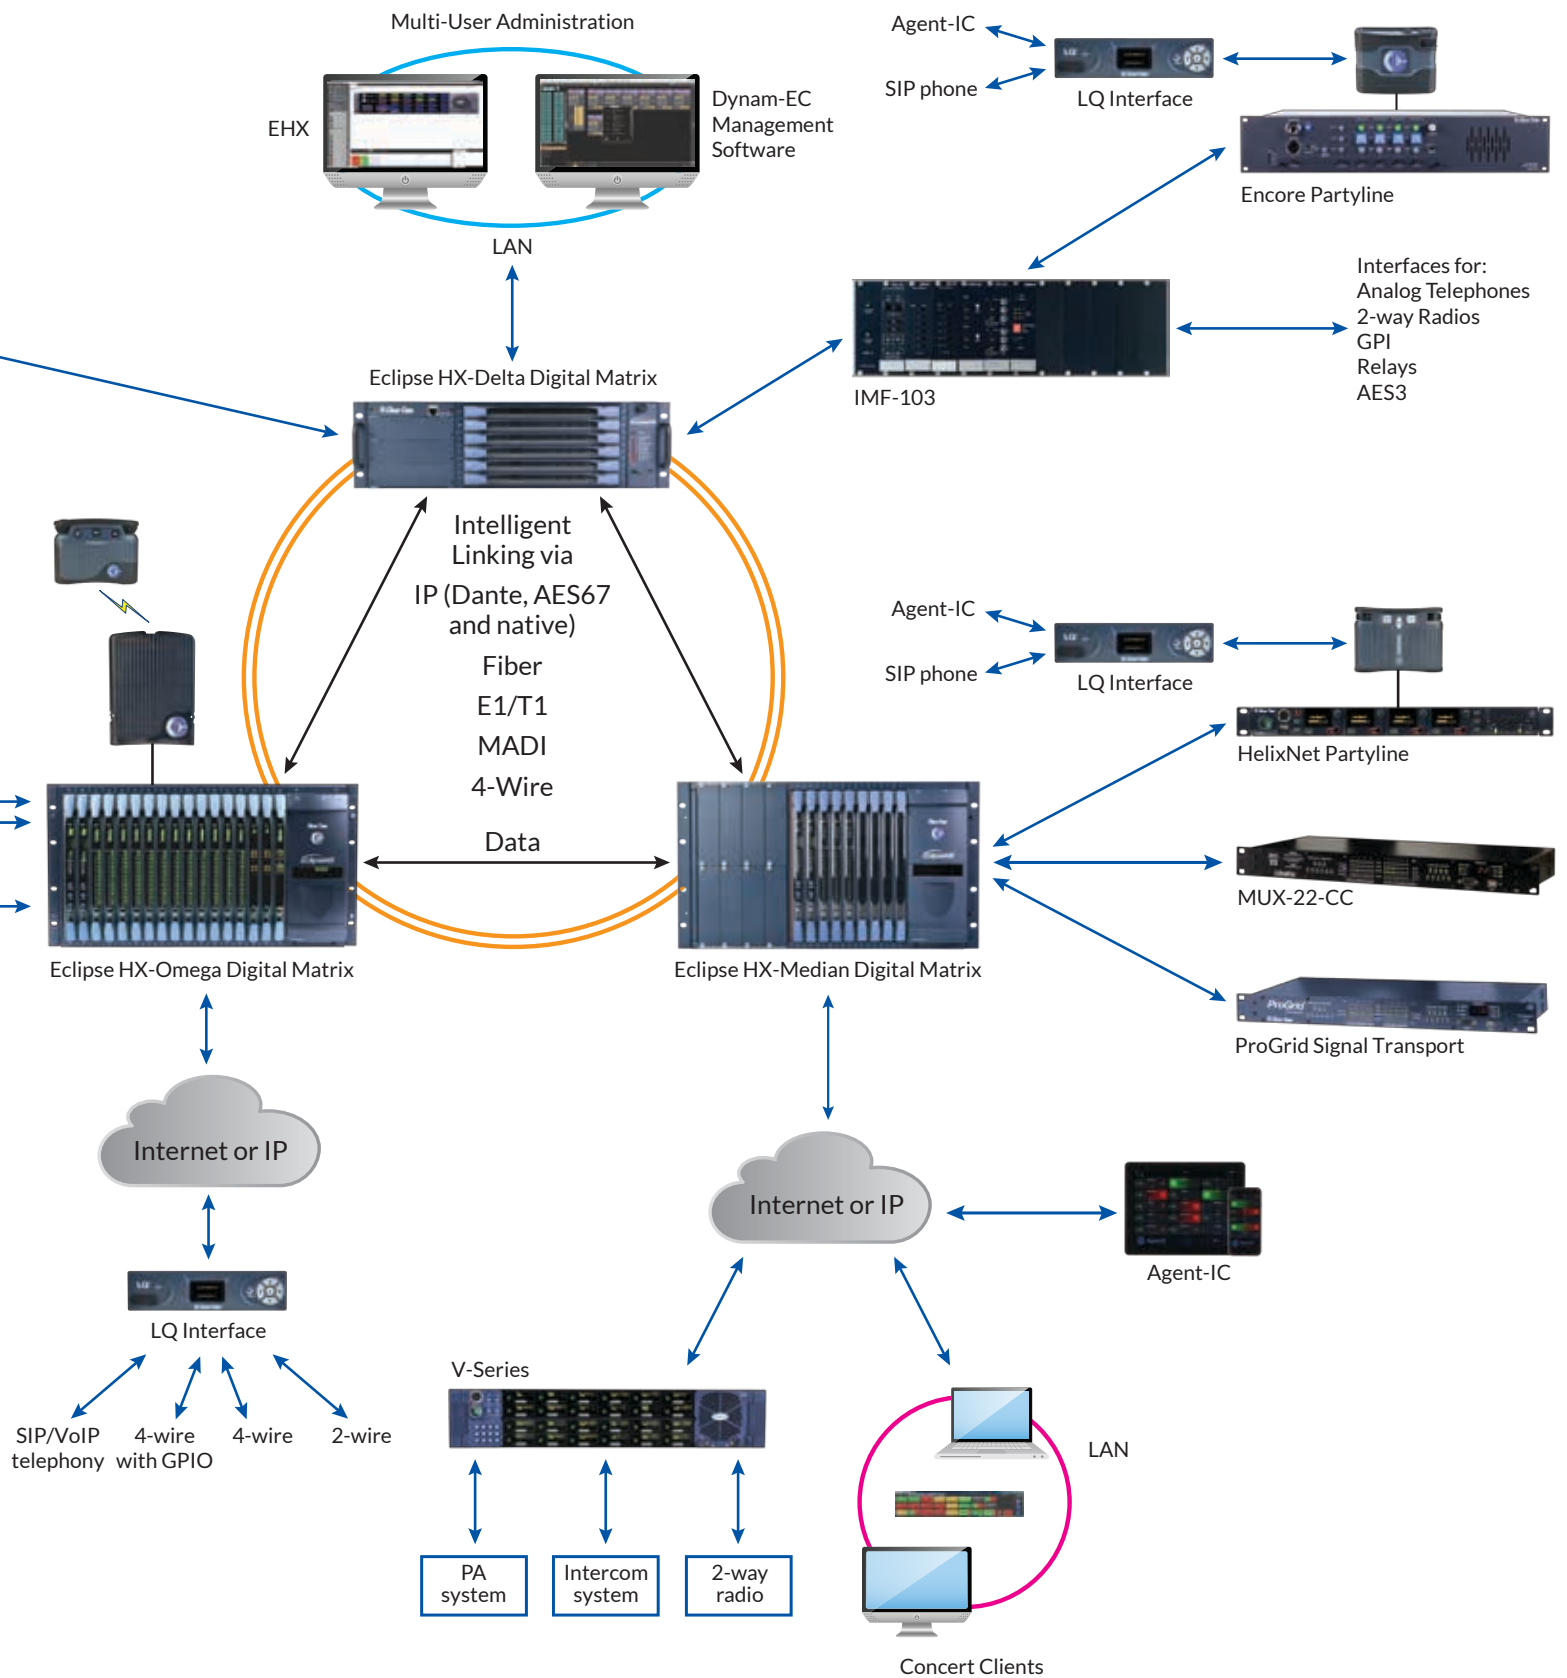 Multi-User Administration
EHX
Dynam-EC
Management
Software
LAN
Agent-IC
SIP phone
LQ Interface
Encore Partyline
Interfaces for:
Analog Telephones
2-way Radios
GPI
Relays
AES3
IMF-103
Eclipse HX-Delta Digital Matrix
Intelligent
Linking via
IP (Dante, AES67
and native)
Fiber
E1/T1
MADI
4-Wire
Data
Agent-IC
SIP phone
LQ Interface
HelixNet Partyline
MUX-22-CC
ProGrid
ProGrid Signal Transport
Eclipse HX-Omega Digital Matrix
Eclipse HX-Median Digital Matrix
Internet or IP
LQ Interface
SIP/VoIP
telephony
4-wire
with GPIO
4-wire
2-wire
Internet or IP
Agent-IC
V-Series
PA
system
Intercom
system
2-way
radio
LAN
Concert Clients